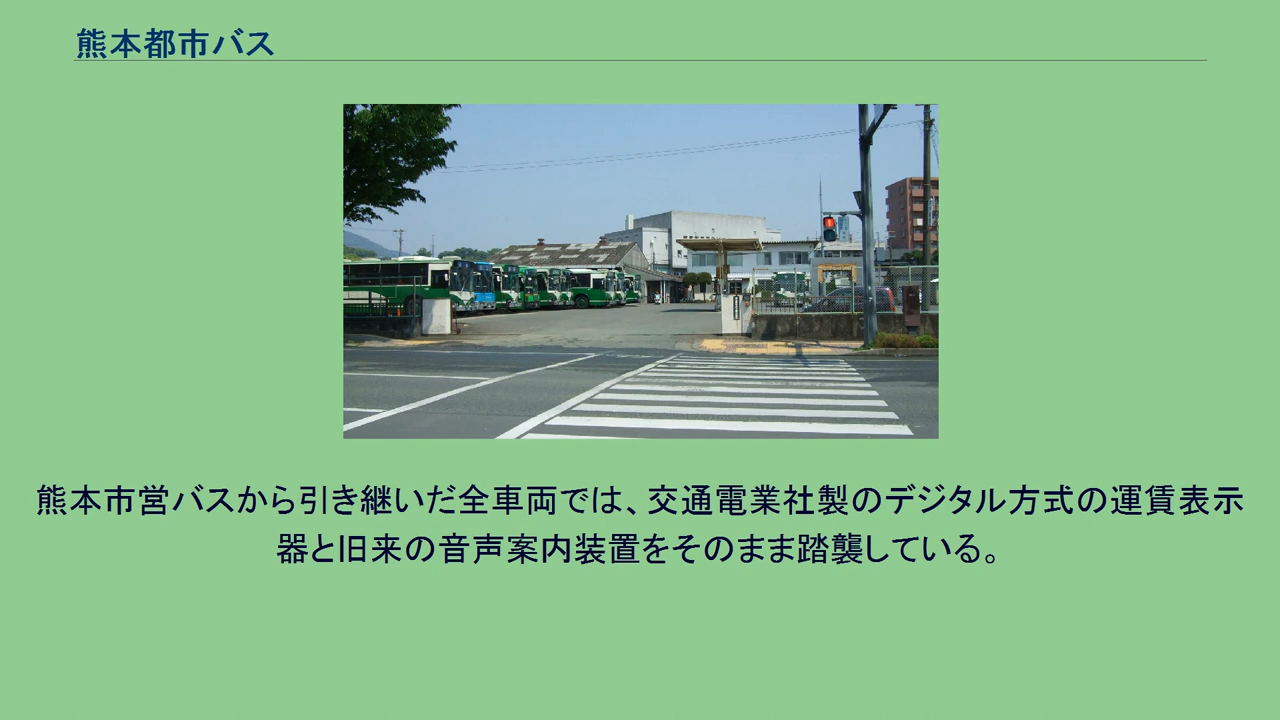 熊本都市バス
熊本市営バスから引き継いだ全車両では、交通電業社製のデジタル方式の運賃表示
器と旧来の音声案内装置をそのまま踏襲している。